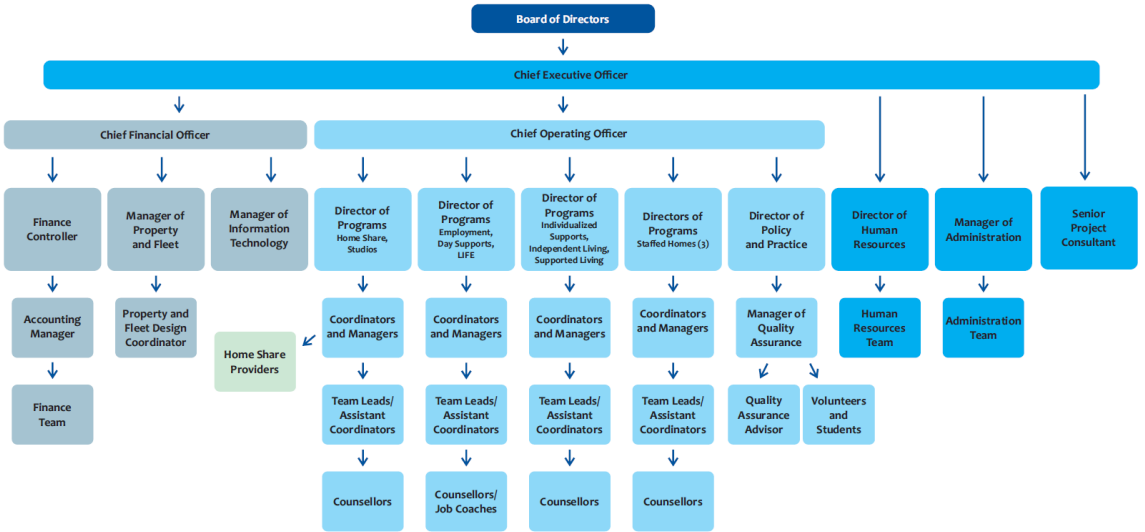 Board of Directors
Chief Executive Officer
Chief Financial Officer
Chief Operating Officer
Finance
Controller
Manager of
Property
and Fleet
Manager of
Information
Technology
Director of
Programs
Home Share,
Studios
Director of
Programs
Employment,
Day Supports,
LIFE
Director of
Programs
Individualized
Supports,
Independent Living,
Supported Living
Directors of
Programs
Staffed Homes (3)
Director of
Policy
and Practice
Director of
Human
Resources
Manager of
Administration
Senior
Project
Consultant
Accounting
Manager
Property and
Fleet Design
Coordinator
Home Share
Providers
Coordinators
and Managers
Coordinators
and Managers
Coordinators
and Managers
Coordinators
and Managers
Manager of
Quality
Assurance
Human
Resources
Team
Administration
Team
Finance
Team
Team Leads/
Assistant
Coordinators
Team Leads/
Assistant
Coordinators
Team Leads/
Assistant
Coordinators
Team Leads/
Assistant
Coordinators
Quality
Assurance
Advisor
Volunteers
and
Students
Counsellors
Counsellors/
Job Coaches
Counsellors
Counsellors